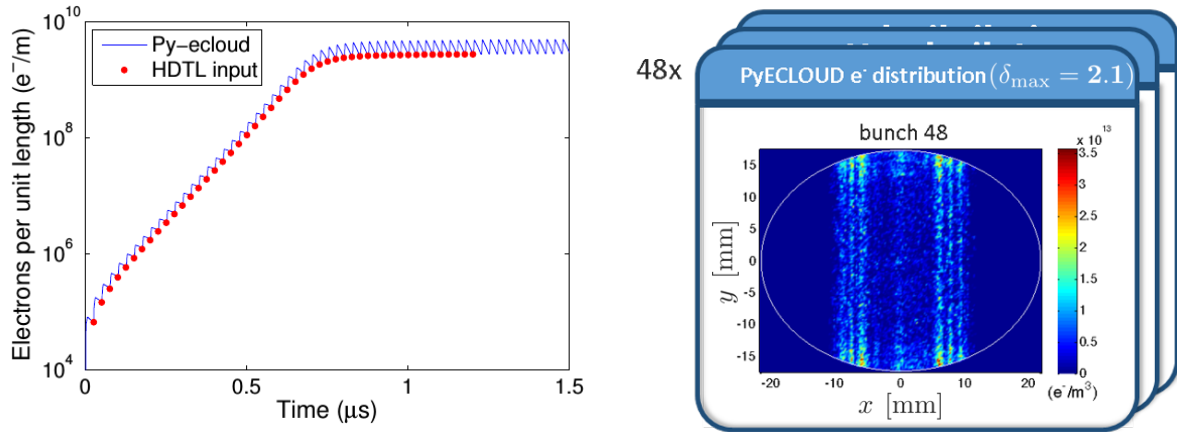 10^10
10^8
10^6
10^4
Electrons per unit length (e⁻/m)
Py-ecloud
HDTL input
0
0.5
1
1.5
Time (μs)
48x
PyECLOUD e⁻ distribution (δ_max = 2.1)
bunch 48
15
10
5
0
-5
-10
-15
y [mm]
-20
-10
0
10
20
x [mm]
x 10^13
3.5
3
2.5
2
1.5
1
0.5
0
(e⁻/m³)